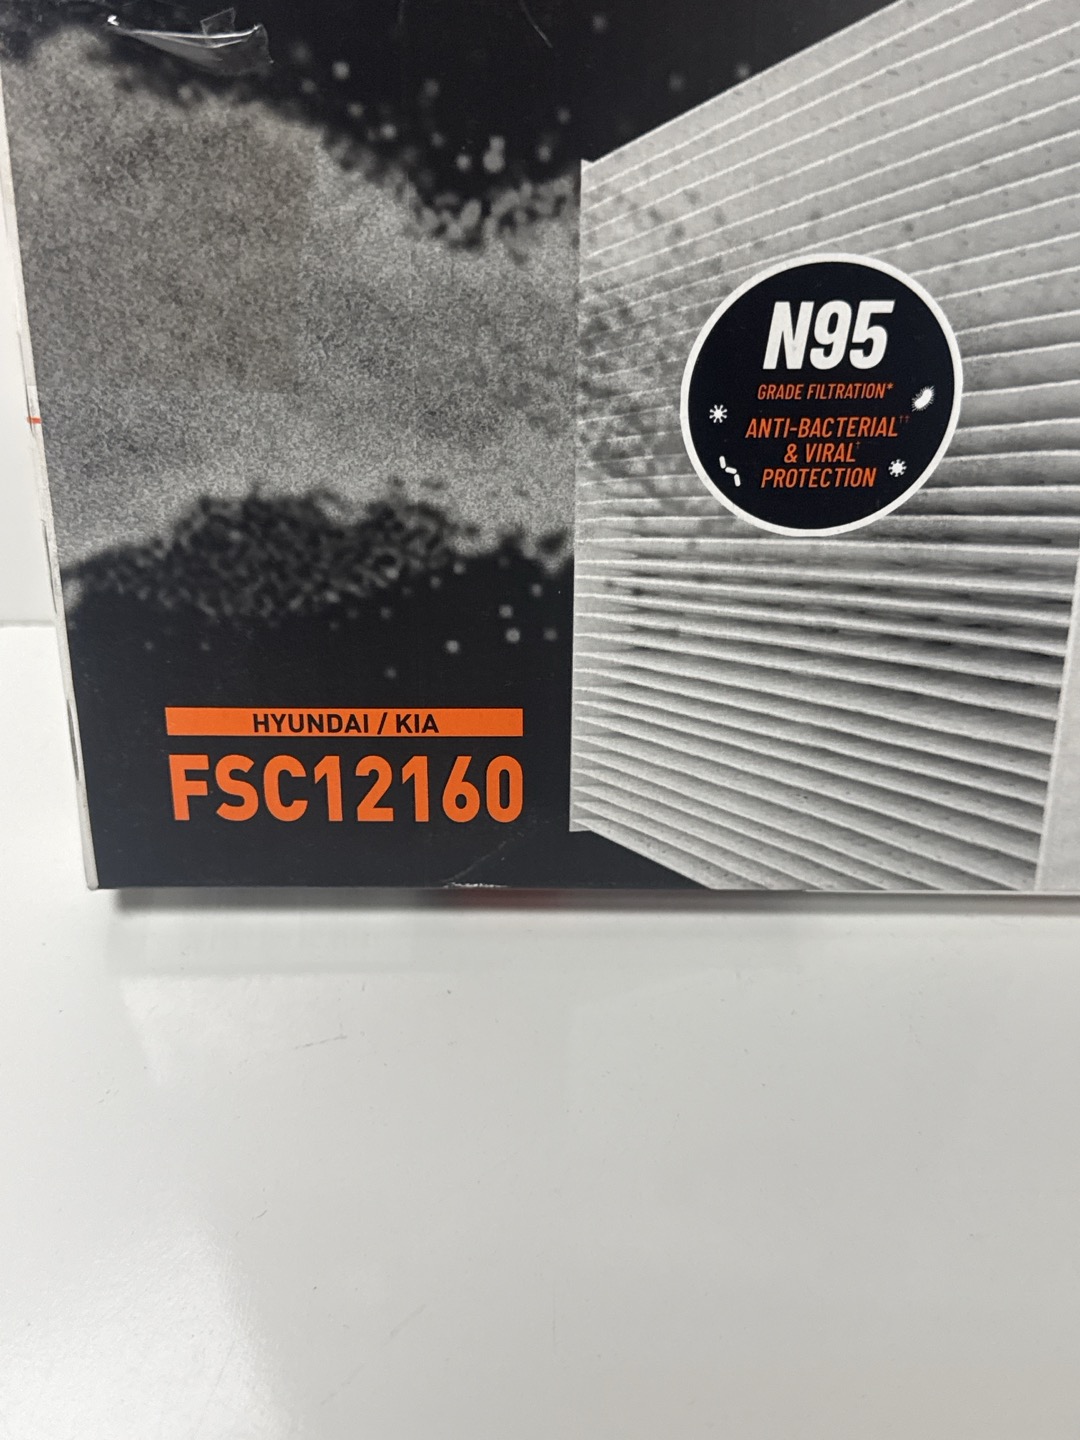 N95
GRADE FILTRATION*
ANTI-BACTERIAL††
& VIRAL†
PROTECTION
HYUNDAI / KIA
FSC12160